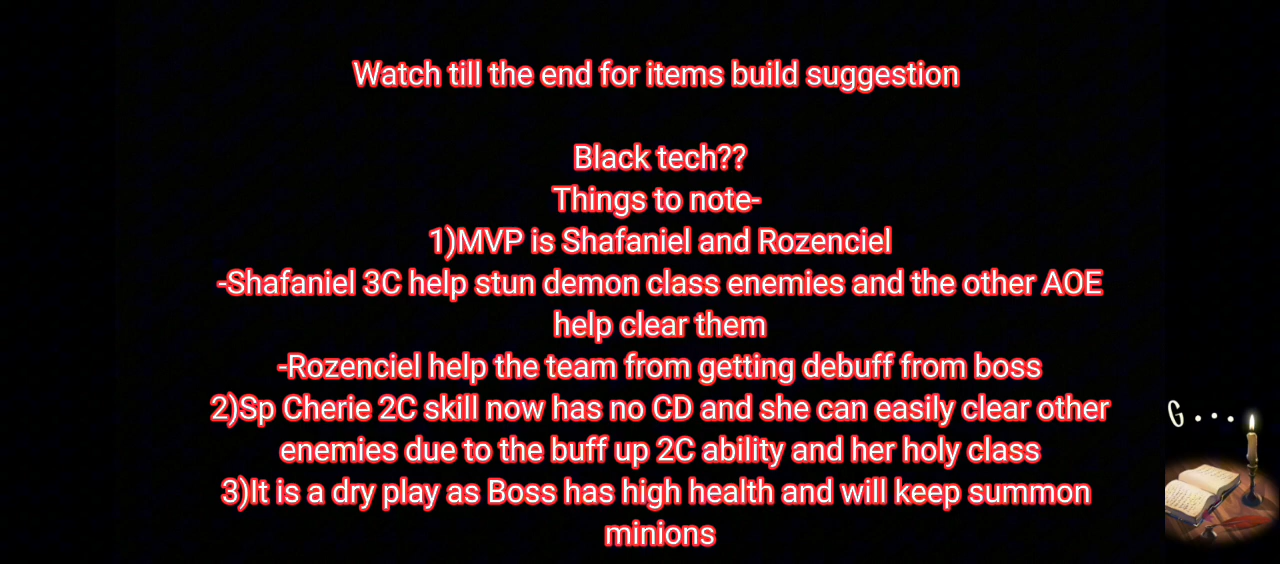 Watch till the end for items build suggestion
Black tech??
Things to note-
1)MVP is Shafaniel and Rozenciel
-Shafaniel 3C help stun demon class enemies and the other AOE
help clear them
-Rozenciel help the team from getting debuff from boss
2)Sp Cherie 2C skill now has no CD and she can easily clear other
enemies due to the buff up 2C ability and her holy class
3)It is a dry play as Boss has high health and will keep summon
minions
G...